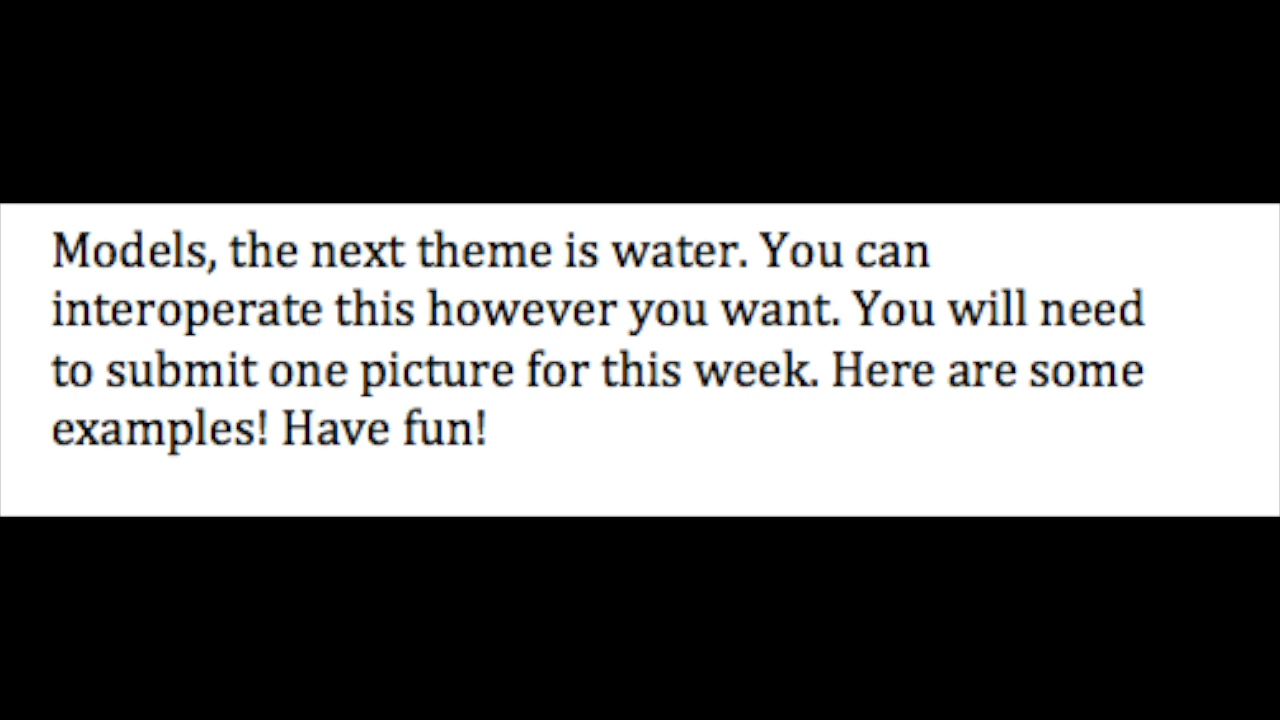 Models, the next theme is water. You can
interoperate this however you want. You will need
to submit one picture for this week. Here are some
examples! Have fun!